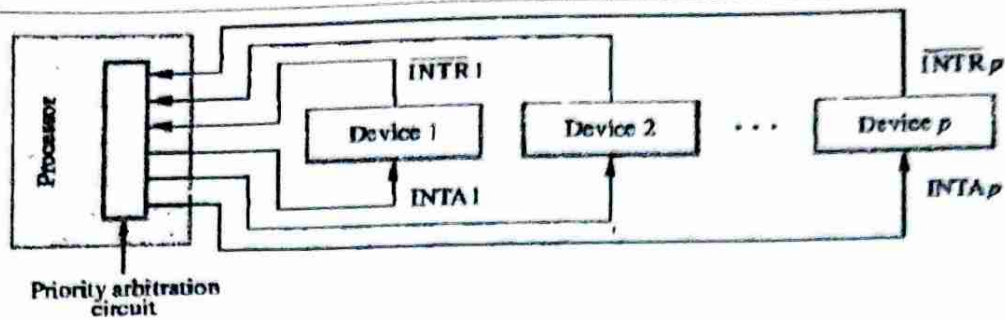 Processor
Priority arbitration
circuit
INTR 1
Device 1
INTA 1
Device 2
. . .
INTR p
Device p
INTA p